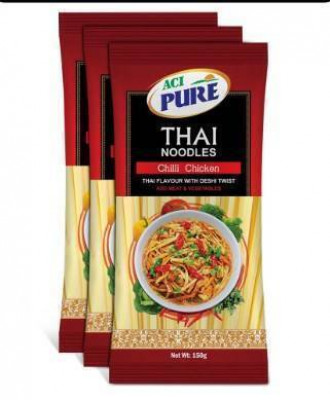 ACI
PURE
THAI
NOODLES
Chilli Chicken
THAI FLAVOUR WITH DESHI TWIST
ADD MEAT & VEGETABLES
Net Wt: 150g